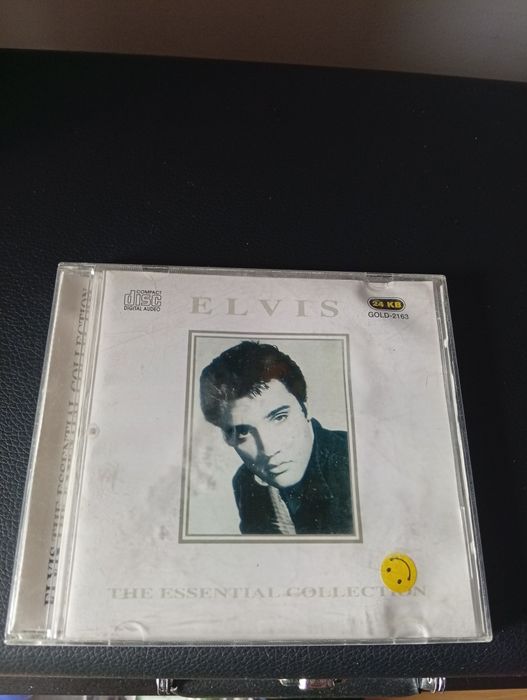 COMPACT
disc
DIGITAL AUDIO
ELVIS
24 KB
GOLD-2163
THE ESSENTIAL COLLECTION
ELVIS THE ESSENTIAL COLLECTION